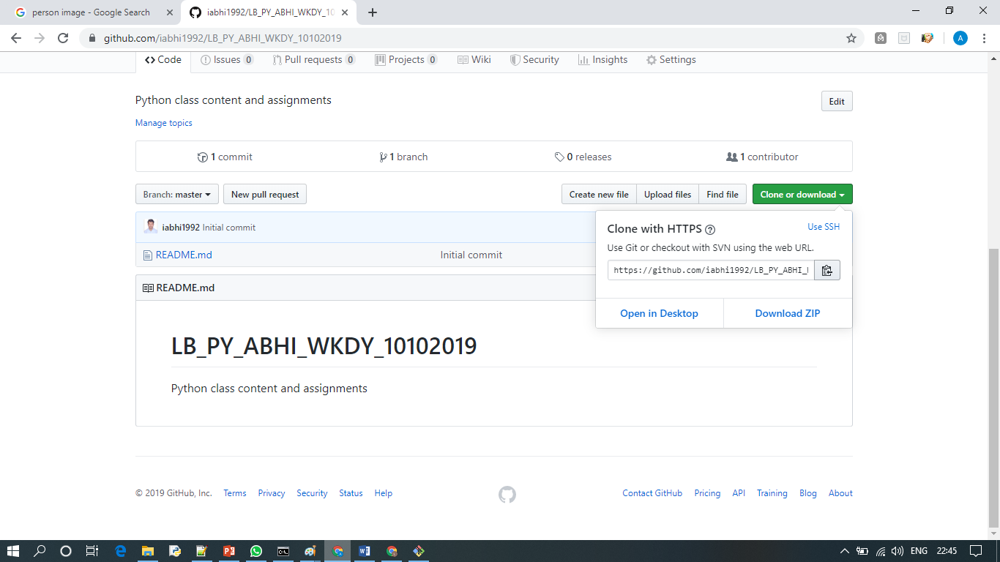 person image - Google Search
iabhi1992/LB_PY_ABHI_WKDY_10
github.com/iabhi1992/LB_PY_ABHI_WKDY_10102019
A
Code Issues 0 Pull requests 0 Projects 0 Wiki Security Insights Settings
Python class content and assignments
Edit
Manage topics
1 commit 1 branch 0 releases 1 contributor
Branch: master New pull request Create new file Upload files Find file Clone or download
iabhi1992 Initial commit
README.md Initial commit
Clone with HTTPS Use SSH
Use Git or checkout with SVN using the web URL.
https://github.com/iabhi1992/LB_PY_ABHI_
Open in Desktop Download ZIP
README.md
LB_PY_ABHI_WKDY_10102019
Python class content and assignments
© 2019 GitHub, Inc. Terms Privacy Security Status Help Contact GitHub Pricing API Training Blog About
ENG 22:45